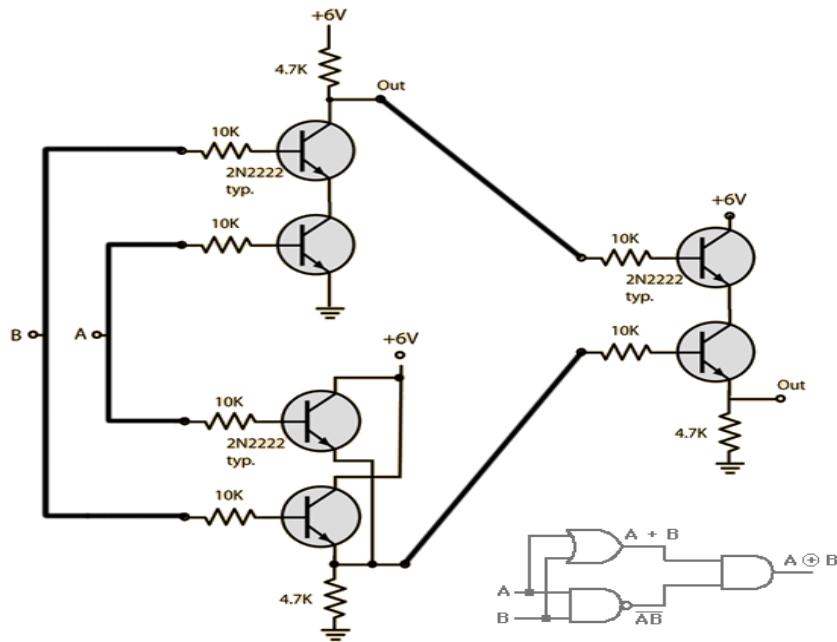 +6V
4.7K
Out
10K
2N2222
typ.
10K
+6V
10K
2N2222
typ.
10K
B
A
+6V
10K
2N2222
typ.
10K
4.7K
Out
4.7K
A + B
A ⊕ B
A
B
A̅B̅